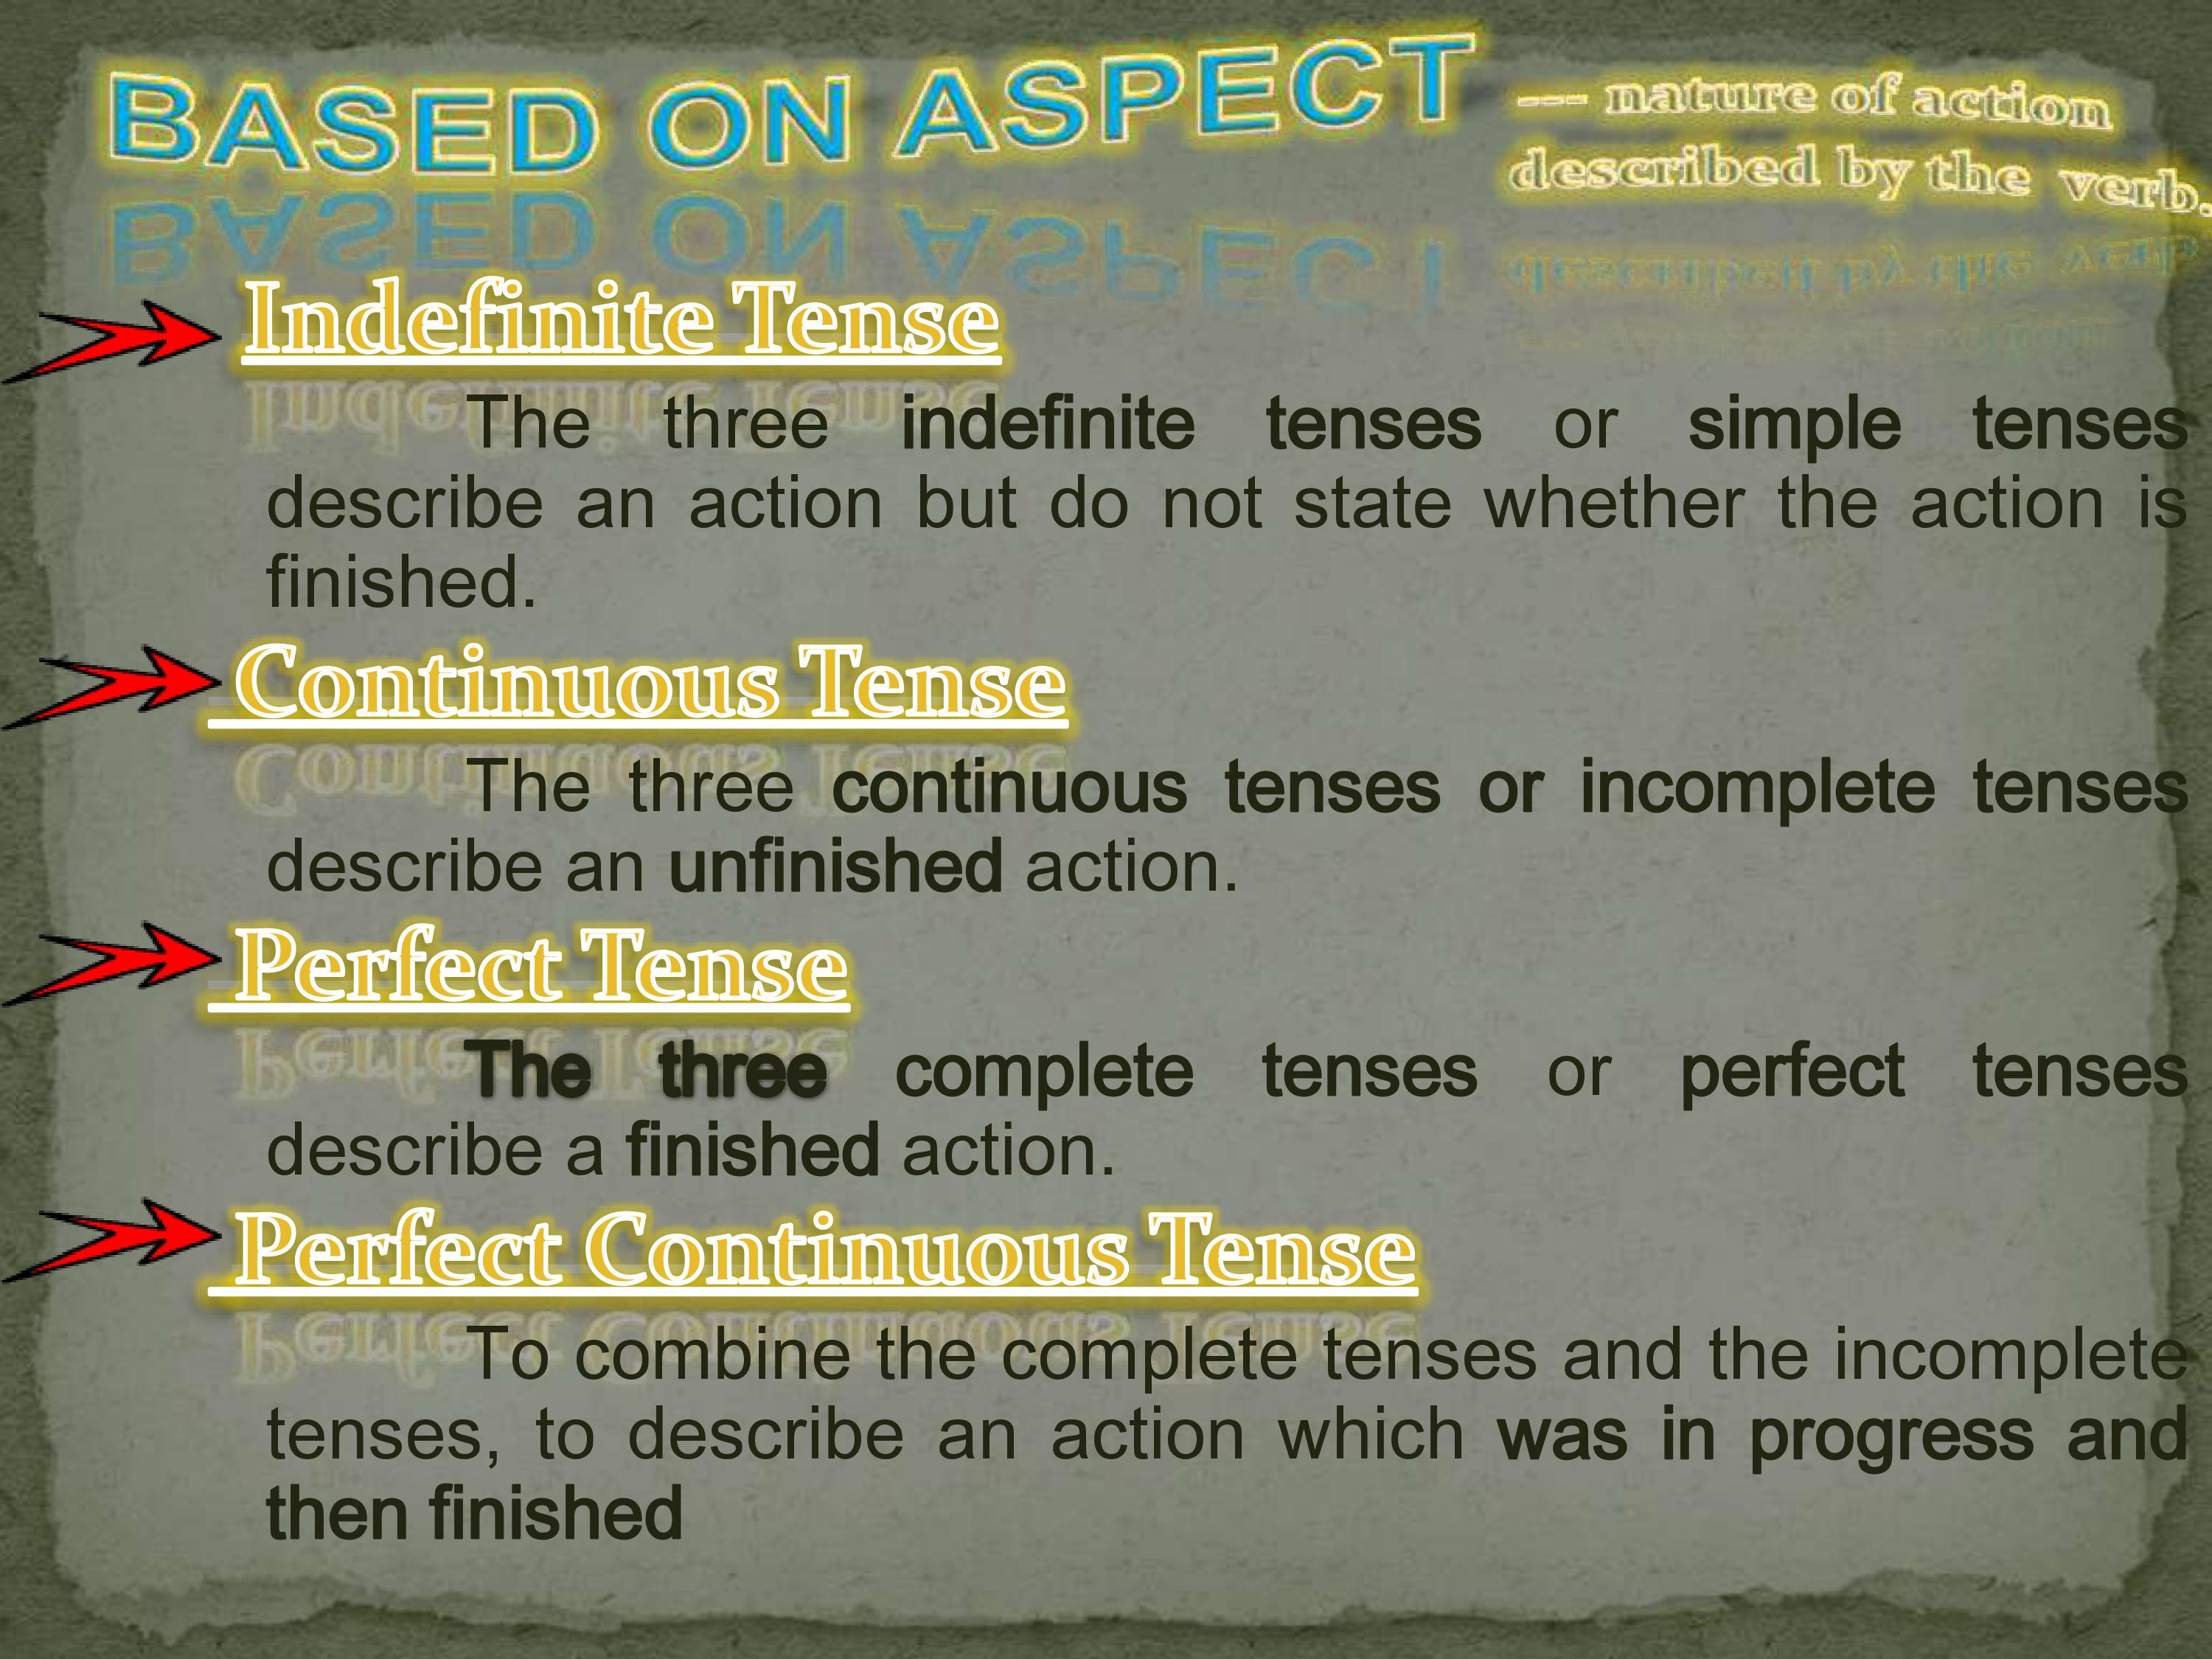 BASED ON ASPECT --- nature of action
described by the verb.
Indefinite Tense
The three indefinite tenses or simple tenses
describe an action but do not state whether the action is
finished.
Continuous Tense
The three continuous tenses or incomplete tenses
describe an unfinished action.
Perfect Tense
The three complete tenses or perfect tenses
describe a finished action.
Perfect Continuous Tense
To combine the complete tenses and the incomplete
tenses, to describe an action which was in progress and
then finished